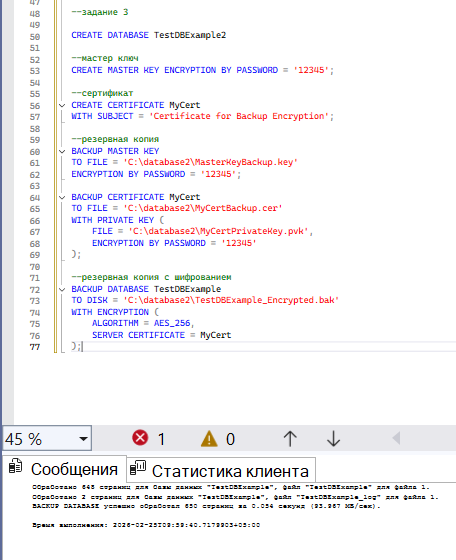 47
48 --задание 3
49
50 CREATE DATABASE TestDBExample2
51
52 --мастер ключ
53 CREATE MASTER KEY ENCRYPTION BY PASSWORD = '12345';
54
55 --сертификат
56 CREATE CERTIFICATE MyCert
57 WITH SUBJECT = 'Certificate for Backup Encryption';
58
59 --резервная копия
60 BACKUP MASTER KEY
61 TO FILE = 'C:\database2\MasterKeyBackup.key'
62 ENCRYPTION BY PASSWORD = '12345';
63
64 BACKUP CERTIFICATE MyCert
65 TO FILE = 'C:\database2\MyCertBackup.cer'
66 WITH PRIVATE KEY (
67 FILE = 'C:\database2\MyCertPrivateKey.pvk',
68 ENCRYPTION BY PASSWORD = '12345'
69 );
70
71 --резервная копия с шифрованием
72 BACKUP DATABASE TestDBExample
73 TO DISK = 'C:\database2\TestDBExample_Encrypted.bak'
74 WITH ENCRYPTION (
75 ALGORITHM = AES_256,
76 SERVER CERTIFICATE = MyCert
77 );
45 % 1 0
Сообщения Статистика клиента
Обработано 648 страниц для базы данных "TestDBExample", файл "TestDBExample" для файла 1.
Обработано 2 страниц для базы данных "TestDBExample", файл "TestDBExample_log" для файла 1.
BACKUP DATABASE успешно обработал 650 страниц за 0.054 секунд (93.967 МБ/сек).
Время выполнения: 2026-02-25T09:59:40.7179903+05:00